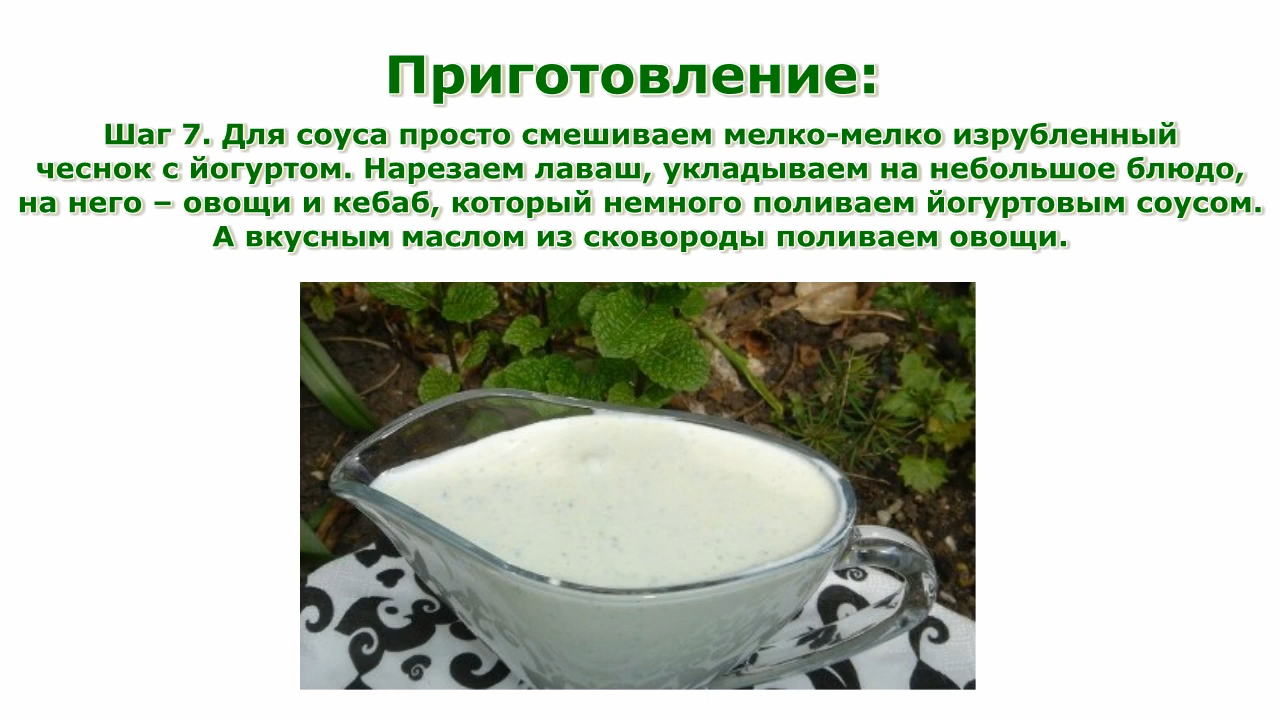 Приготовление:
Шаг 7. Для соуса просто смешиваем мелко-мелко изрубленный
чеснок с йогуртом. Нарезаем лаваш, укладываем на небольшое блюдо,
на него – овощи и кебаб, который немного поливаем йогуртовым соусом.
А вкусным маслом из сковороды поливаем овощи.